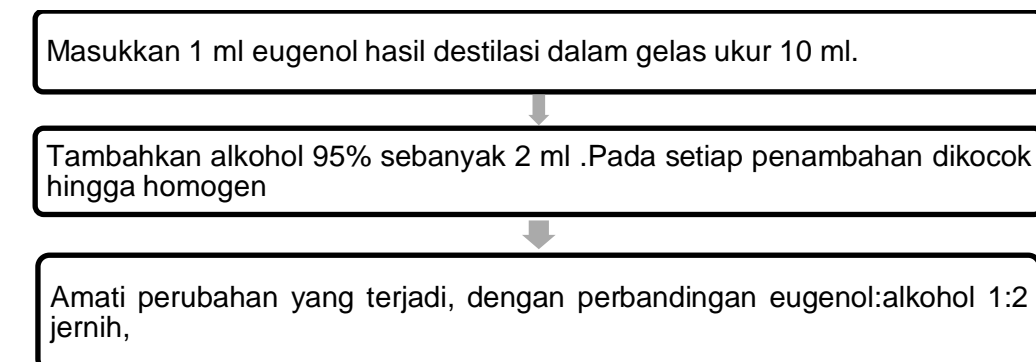 Masukkan 1 ml eugenol hasil destilasi dalam gelas ukur 10 ml.
Tambahkan alkohol 95% sebanyak 2 ml .Pada setiap penambahan dikocok
hingga homogen
Amati perubahan yang terjadi, dengan perbandingan eugenol:alkohol 1:2
jernih,